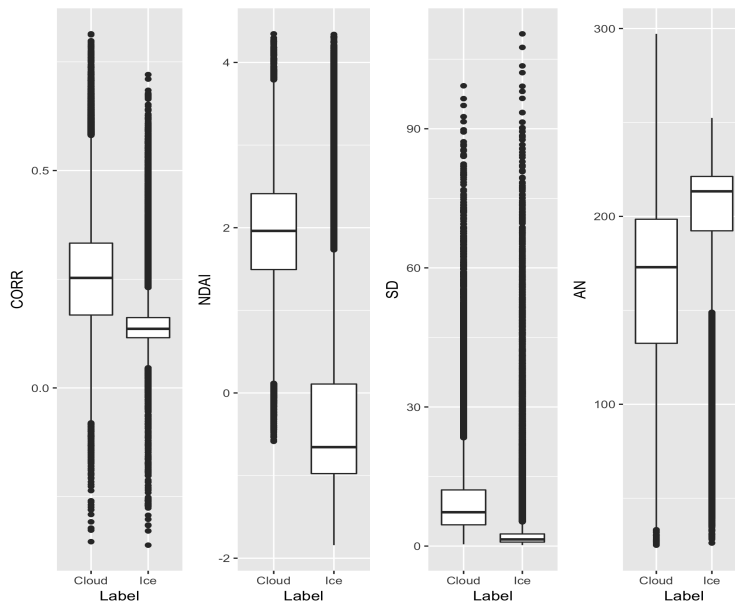 CORR
0.5
0.0
Cloud Ice
Label
NDAI
4
2
0
-2
Cloud Ice
Label
SD
90
60
30
0
Cloud Ice
Label
AN
300
200
100
Cloud Ice
Label